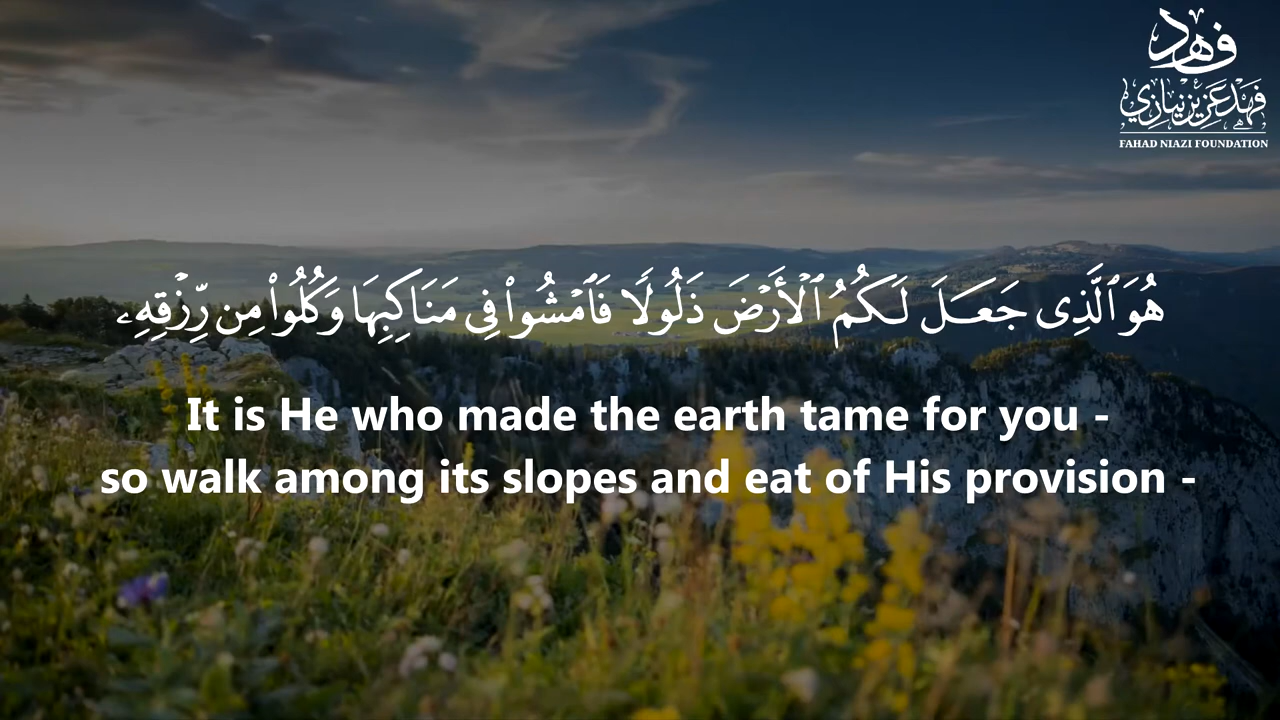 فهد
فهد عزيز نيازي
FAHAD NIAZI FOUNDATION
هُوَ ٱلَّذِى جَعَلَ لَكُمُ ٱلْأَرْضَ ذَلُولًا فَٱمْشُوا۟ فِى مَنَاكِبِهَا وَكُلُوا۟ مِن رِّزْقِهِۦ
It is He who made the earth tame for you -
so walk among its slopes and eat of His provision -